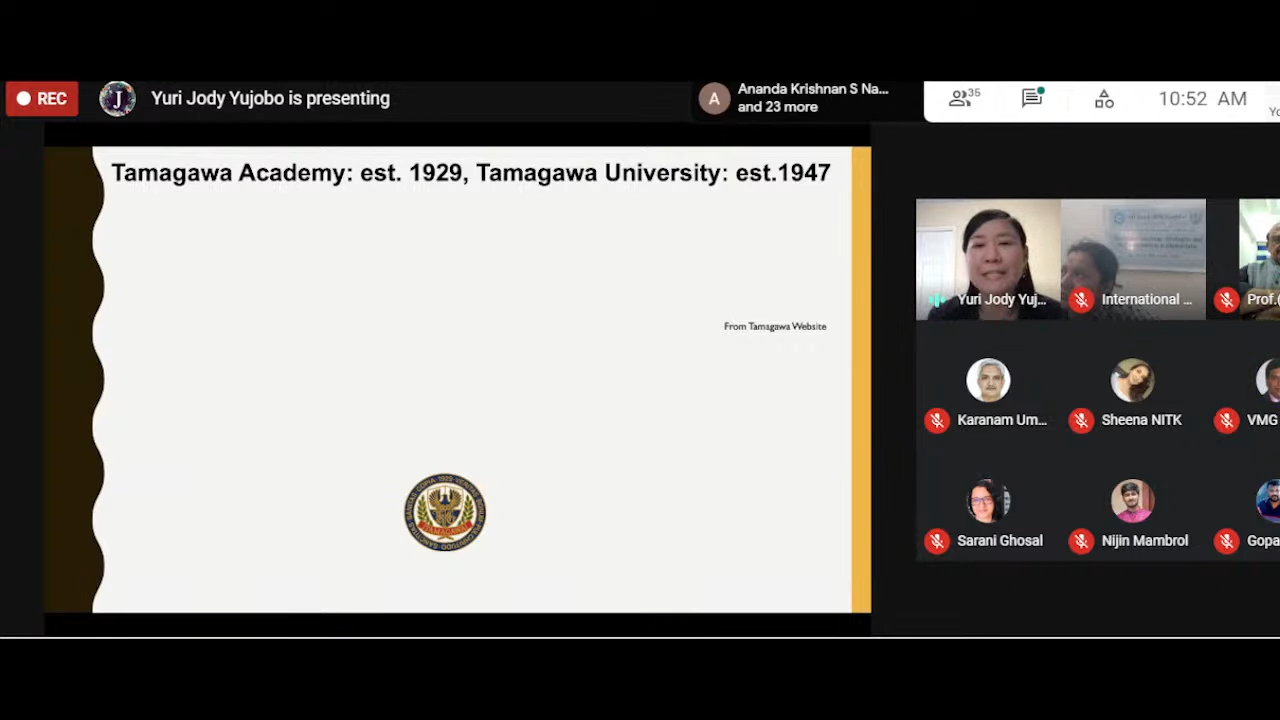 REC
J
Yuri Jody Yujobo is presenting
A
Ananda Krishnan S Na...
and 23 more
35
10:52 AM
Yo
Tamagawa Academy: est. 1929, Tamagawa University: est.1947
From Tamagawa Website
TAMAGAWA
Yuri Jody Yuj...
International ...
Prof.(
Karanam Um...
Sheena NITK
VMG
Sarani Ghosal
Nijin Mambrol
Gopa